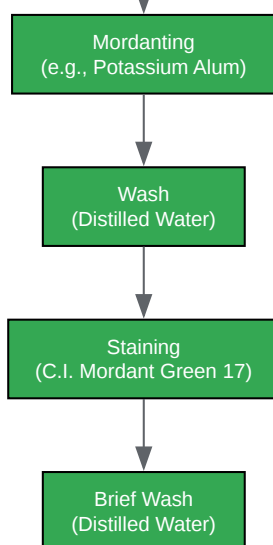 Mordanting
(e.g., Potassium Alum)
Wash
(Distilled Water)
Staining
(C.I. Mordant Green 17)
Brief Wash
(Distilled Water)